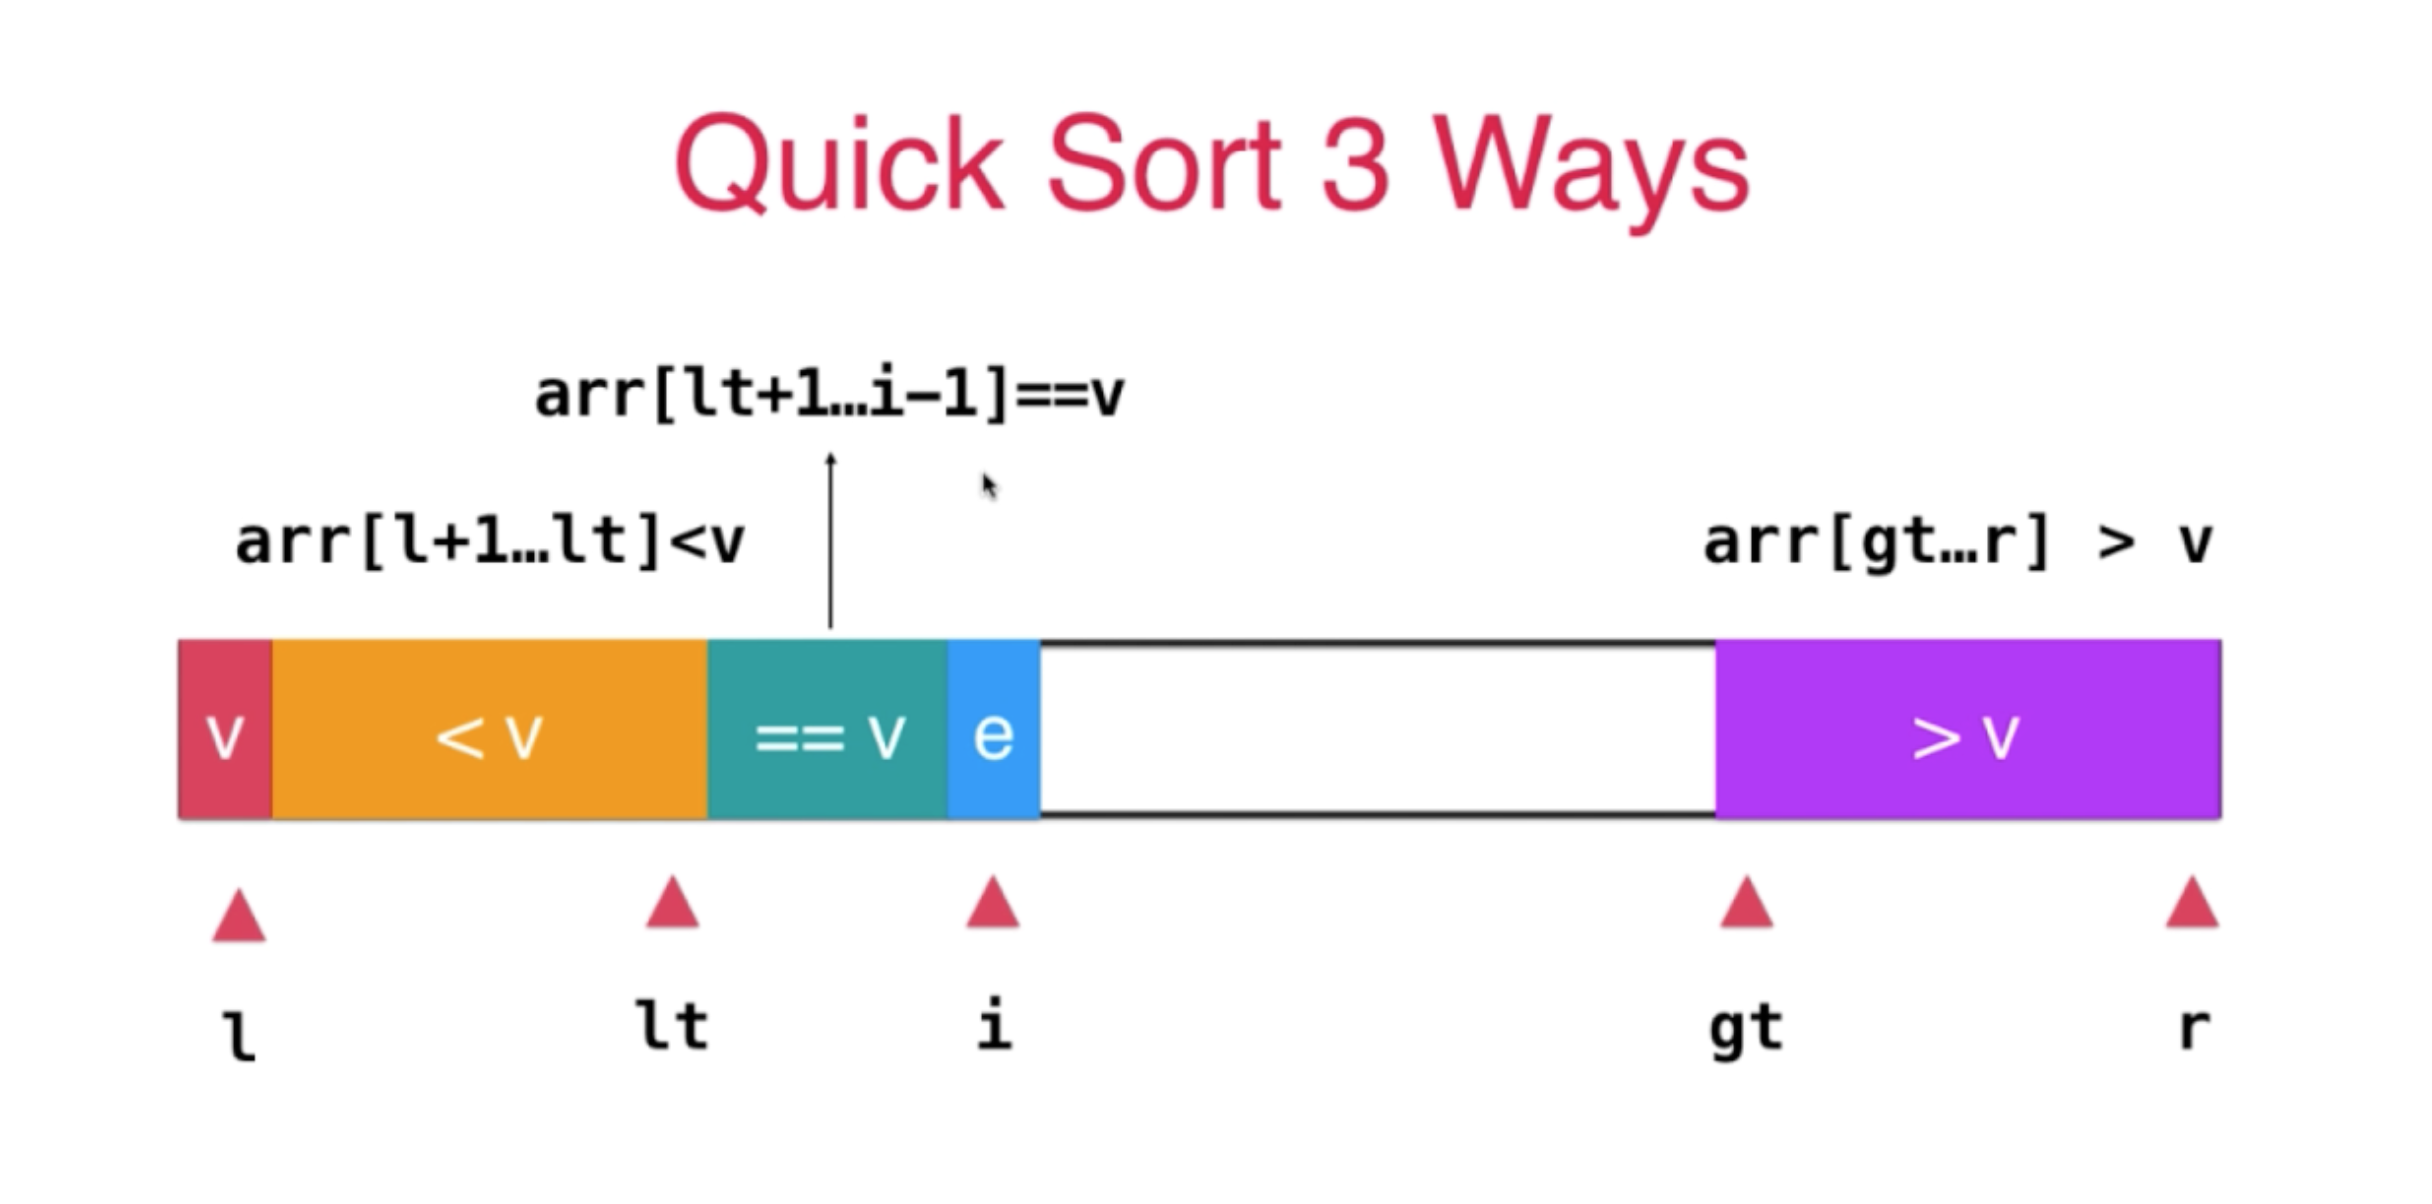 Quick Sort 3 Ways
arr[lt+1…i–1]==v
arr[l+1…lt]<v
arr[gt…r] > v
v
< v
== v
e
> v
l
lt
i
gt
r